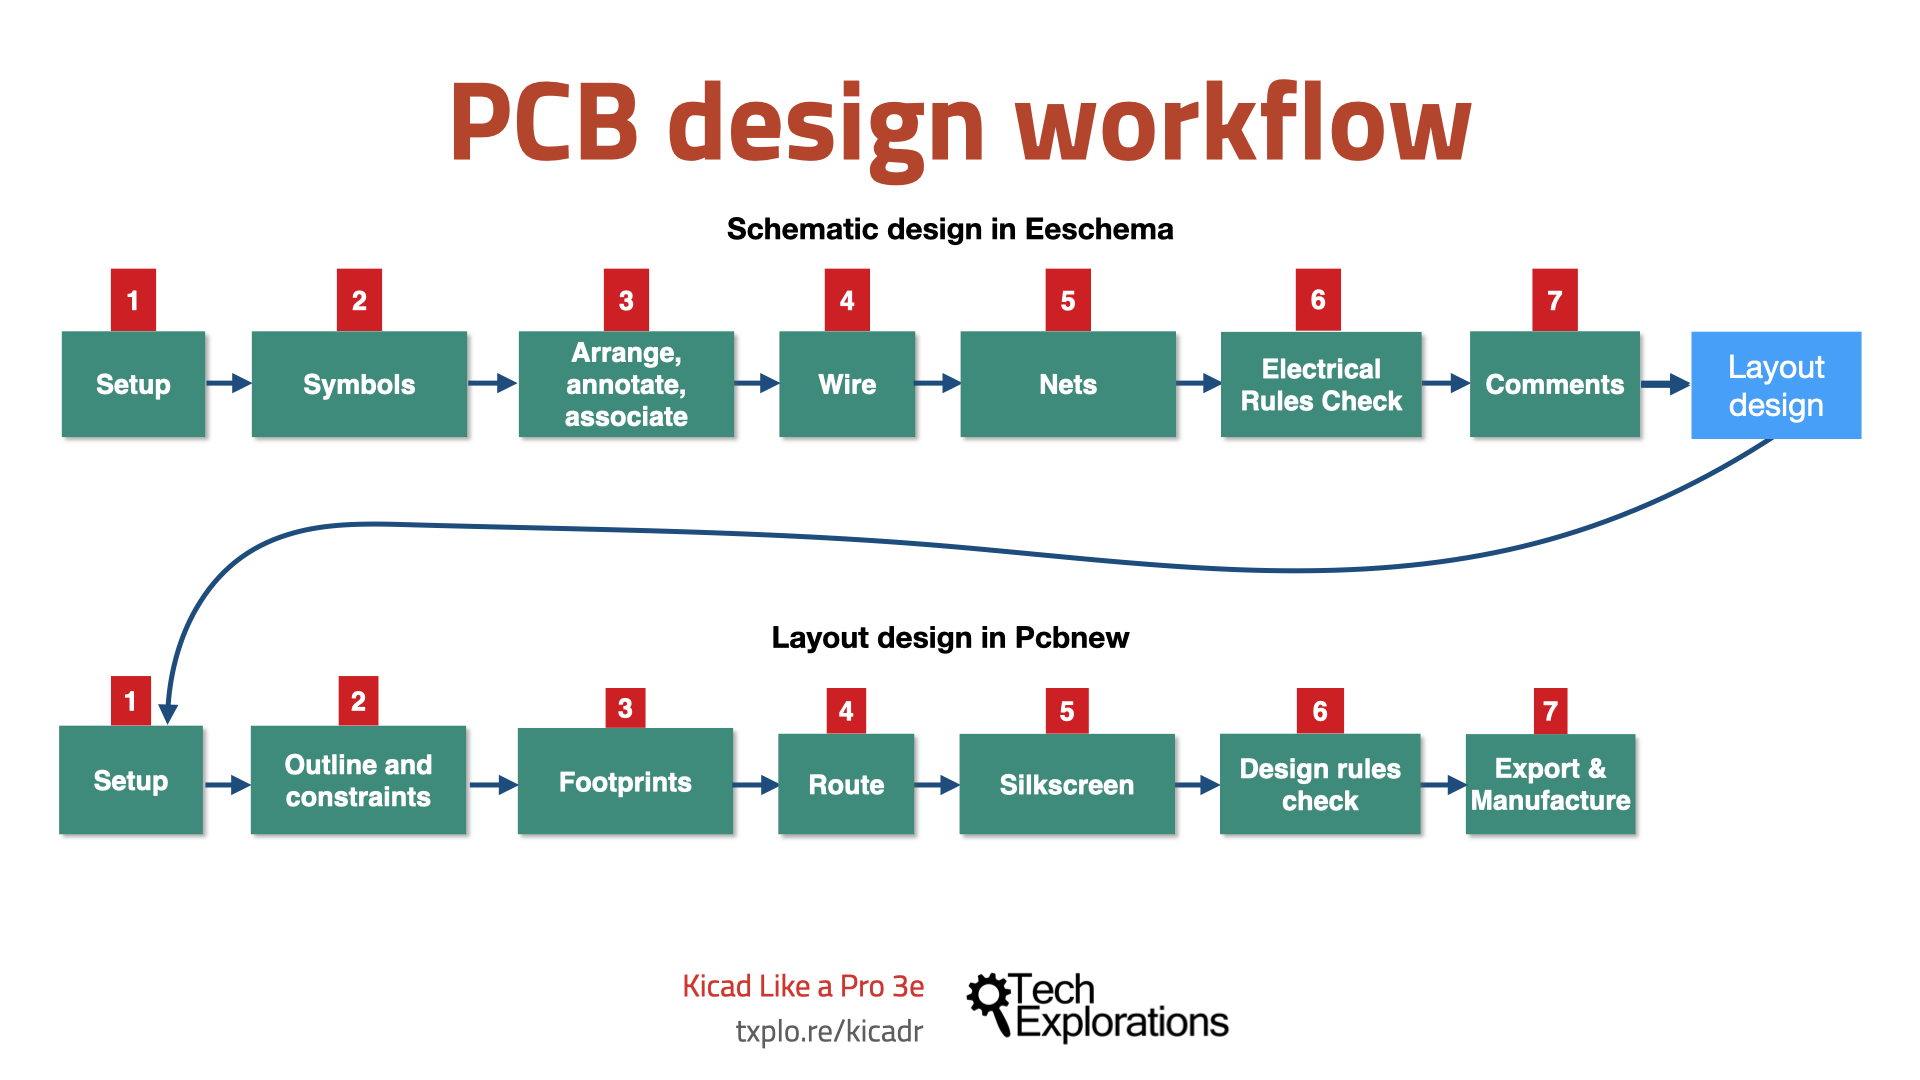 PCB design workflow
Schematic design in Eeschema
1
2
3
4
5
6
7
Setup
Symbols
Arrange,
annotate,
associate
Wire
Nets
Electrical
Rules Check
Comments
Layout
design
Layout design in Pcbnew
1
2
3
4
5
6
7
Setup
Outline and
constraints
Footprints
Route
Silkscreen
Design rules
check
Export &
Manufacture
Kicad Like a Pro 3e
txplo.re/kicadr
Tech
Explorations